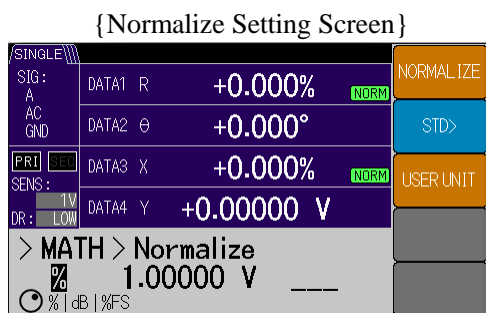 {Normalize Setting Screen}
SINGLE
SIG:
A
AC
GND
PRI SEC
SENS:
1V
DR: LOW
DATA1 R +0.000% NORM
DATA2 θ +0.000°
DATA3 X +0.000% NORM
DATA4 Y +0.00000 V
NORMALIZE
STD>
USER UNIT
> MATH > Normalize
% 1.00000 V ___
% | dB | %FS